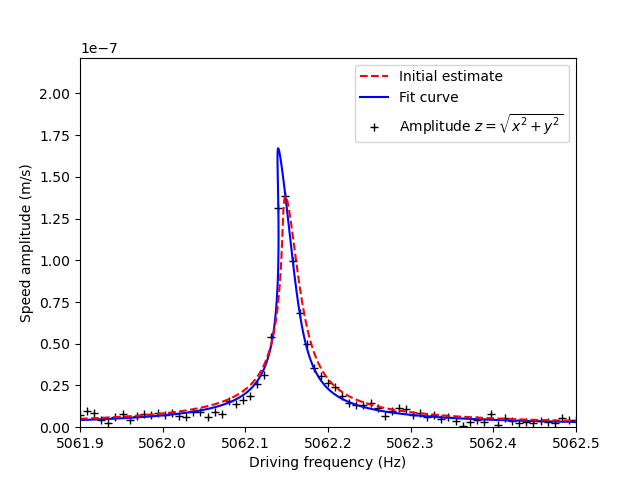 1e−7
Initial estimate
Fit curve
Amplitude z = √x² + y²
2.00
1.75
1.50
1.25
1.00
0.75
0.50
0.25
0.00
Speed amplitude (m/s)
5061.9 5062.0 5062.1 5062.2 5062.3 5062.4 5062.5
Driving frequency (Hz)